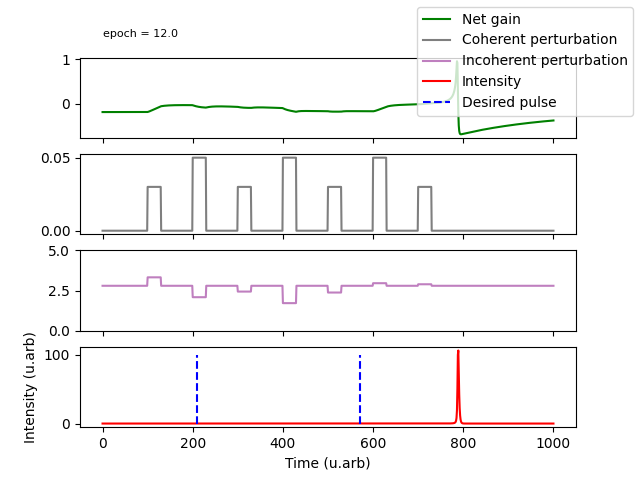 epoch = 12.0
Net gain
Coherent perturbation
Incoherent perturbation
Intensity
Desired pulse
1
0
0.05
0.00
5.0
2.5
0.0
100
0
Intensity (u.arb)
0 200 400 600 800 1000
Time (u.arb)